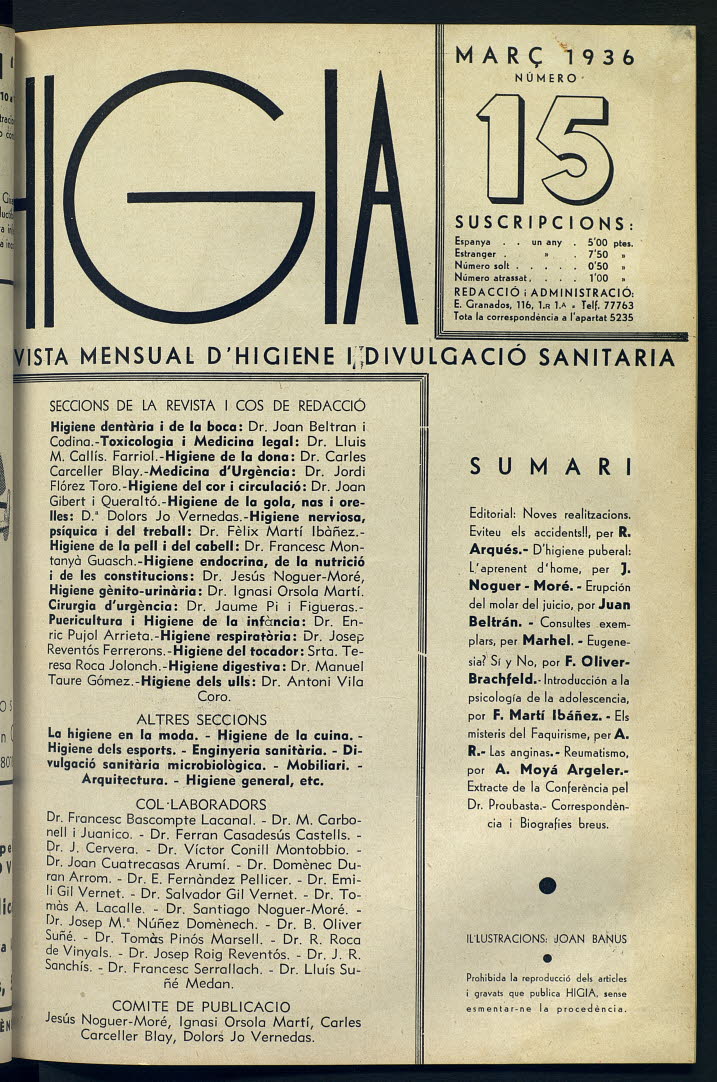 HIGIA
MARÇ 1936
NÚMERO
15
SUSCRIPCIONS:
Espanya . . un any . 5'00 ptes.
Estranger . » . 7'50 »
Número solt . . . . . 0'50 »
Número atrassat. . . . 1'00 »
REDACCIÓ i ADMINISTRACIÓ:
E. Granados, 116, 1.R 1.A - Telf. 77763
Tota la correspondència a l'apartat 5235
VISTA MENSUAL D'HIGIENE I DIVULGACIÓ SANITARIA
SECCIONS DE LA REVISTA I COS DE REDACCIÓ
Higiene dentària i de la boca: Dr. Joan Beltran i
Codina.-Toxicologia i Medicina legal: Dr. Lluis
M. Callís. Farriol.-Higiene de la dona: Dr. Carles
Carceller Blay.-Medicina d'Urgència: Dr. Jordi
Flórez Toro.-Higiene del cor i circulació: Dr. Joan
Gibert i Queraltó.-Higiene de la gola, nas i ore-
lles: D.ª Dolors Jo Vernedas.-Higiene nerviosa,
psíquica i del treball: Dr. Fèlix Martí Ibàñez.-
Higiene de la pell i del cabell: Dr. Francesc Mon-
tanyà Guasch.-Higiene endocrina, de la nutrició
i de les constitucions: Dr. Jesús Noguer-Moré,
Higiene gènito-urinària: Dr. Ignasi Orsola Martí.
Cirurgia d'urgència: Dr. Jaume Pi i Figueras.-
Puericultura i Higiene de la infància: Dr. En-
ric Pujol Arrieta.-Higiene respiratòria: Dr. Josep
Reventós Ferrerons.-Higiene del tocador: Srta. Te-
resa Roca Jolonch.-Higiene digestiva: Dr. Manuel
Taure Gómez.-Higiene dels ulls: Dr. Antoni Vila
Coro.
ALTRES SECCIONS
La higiene en la moda. - Higiene de la cuina. -
Higiene dels esports. - Enginyeria sanitària. - Di-
vulgació sanitària microbiològica. - Mobiliari. -
Arquitectura. - Higiene general, etc.
COL·LABORADORS
Dr. Francesc Bascompte Lacanal. - Dr. M. Carbo-
nell i Juanico. - Dr. Ferran Casadesús Castells. -
Dr. J. Cervera. - Dr. Víctor Conill Montobbio. -
Dr. Joan Cuatrecasas Arumí. - Dr. Domènec Du-
ran Arrom. - Dr. E. Fernàndez Pellicer. - Dr. Emi-
li Gil Vernet. - Dr. Salvador Gil Vernet. - Dr. To-
màs A. Lacalle. - Dr. Santiago Noguer-Moré. -
Dr. Josep M.ª Núñez Domènech. - Dr. B. Oliver
Suñé. - Dr. Tomàs Pinós Marsell. - Dr. R. Roca
de Vinyals. - Dr. Josep Roig Reventós. - Dr. J. R.
Sanchís. - Dr. Francesc Serrallach. - Dr. Lluís Su-
ñé Medan.
COMITE DE PUBLICACIO
Jesús Noguer-Moré, Ignasi Orsola Martí, Carles
Carceller Blay, Dolors Jo Vernedas.
SUMARI
Editorial: Noves realitzacions.
Eviteu els accidents!!, per R.
Arqués.- D'higiene puberal:
L'aprenent d'home, per J.
Noguer - Moré. - Erupción
del molar del juicio, por Juan
Beltrán. - Consultes exem-
plars, per Marhel. - Eugene-
sia? Sí y No, por F. Oliver-
Brachfeld.- Introducción a la
psicología de la adolescencia,
por F. Martí Ibáñez. - Els
misteris del Faquirisme, per A.
R.- Las anginas.- Reumatismo,
por A. Moyá Argeler.-
Extracte de la Conferència pel
Dr. Proubasta.- Correspondèn-
cia i Biografies breus.
IL·LUSTRACIONS: JOAN BANUS
Prohibida la reproducció dels articles
i gravats que publica HIGIA, sense
esmentar-ne la procedència.